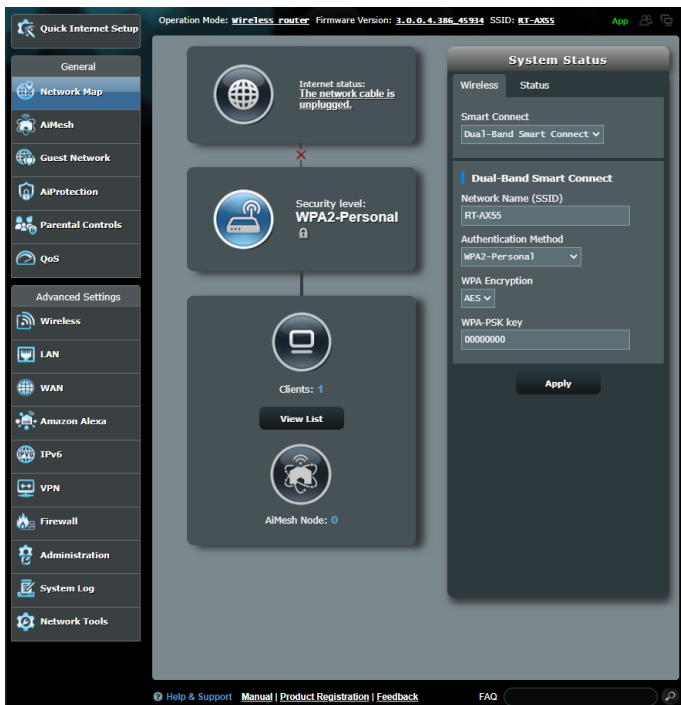 Quick Internet Setup
Operation Mode: Wireless router Firmware Version: 3.0.0.4.386_45934 SSID: RT-AX55
App
General
Network Map
AiMesh
Guest Network
AiProtection
Parental Controls
QoS
Advanced Settings
Wireless
LAN
WAN
Amazon Alexa
IPv6
VPN
Firewall
Administration
System Log
Network Tools
Internet status:
The network cable is
unplugged.
Security level:
WPA2-Personal
Clients: 1
View List
AiMesh Node: 0
System Status
Wireless Status
Smart Connect
Dual-Band Smart Connect
Dual-Band Smart Connect
Network Name (SSID)
RT-AX55
Authentication Method
WPA2-Personal
WPA Encryption
AES
WPA-PSK key
00000000
Apply
Help & Support Manual | Product Registration | Feedback FAQ